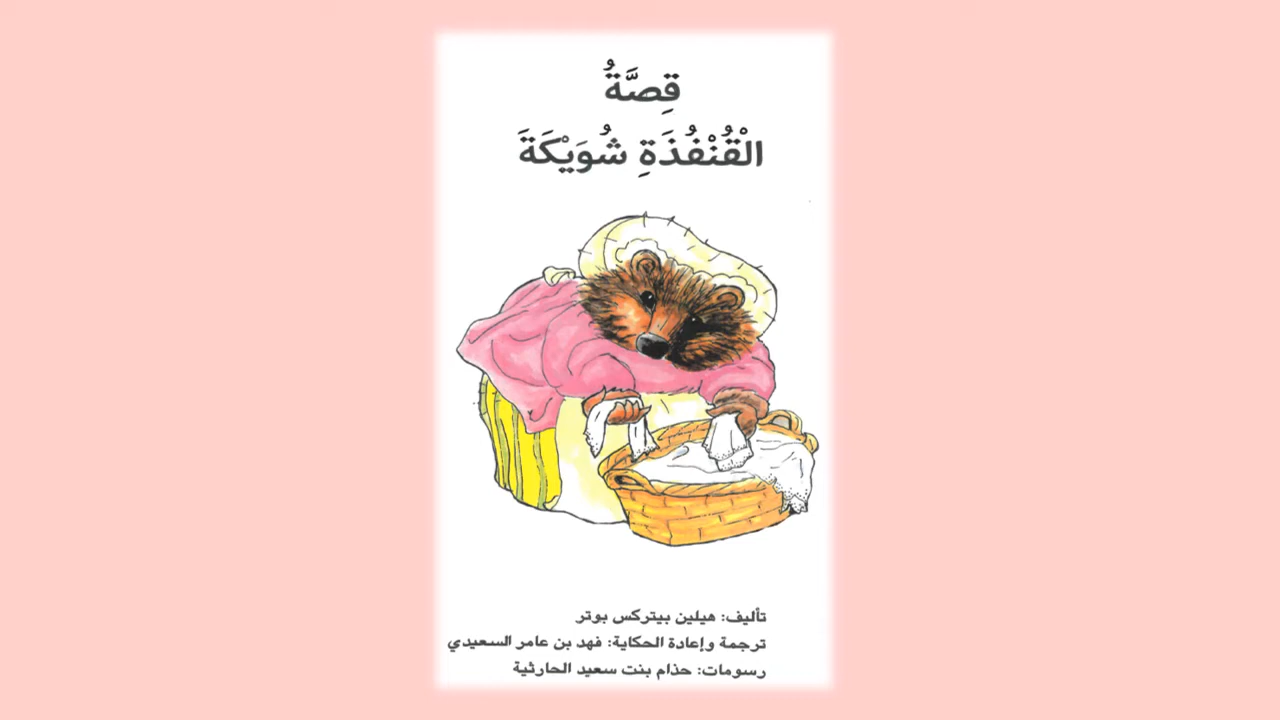 قِصَّةُ
الْقُنْفُذَةِ شُوَيْكَةَ
تأليف: هيلين بيتركس بوتر
ترجمة وإعادة الحكاية: فهد بن عامر السعيدي
رسومات: حذام بنت سعيد الحارثية